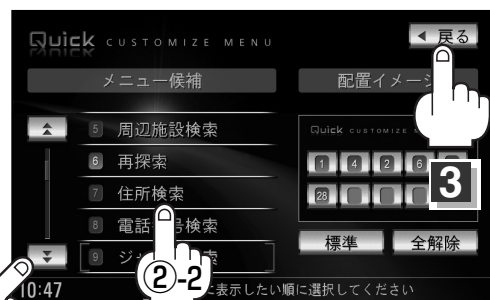 Quick CUSTOMIZE MENU
◀ 戻る
メニュー候補
配置イメージ
5 周辺施設検索
6 再探索
7 住所検索
8 電話 号検索
9 ジャ 索
Quick CUSTOMIZE
1 4 2 6
28
3
標準
全解除
②-2
10:47
に表示したい順に選択してください